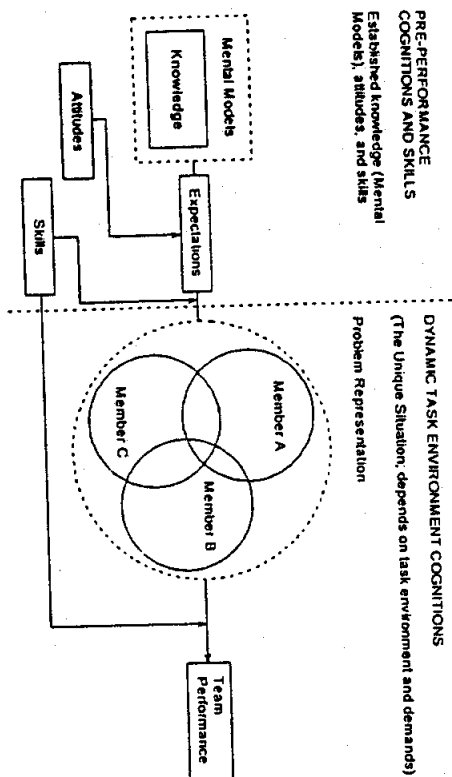 PRE-PERFORMANCE
COGNITIONS AND SKILLS
Established knowledge (Mental
Models), attitudes, and skills
DYNAMIC TASK ENVIRONMENT COGNITIONS
(The Unique Situation; depends on task environment and demands)
Problem Representation
Mental Models
Knowledge
Expectations
Attitudes
Skills
Member A
Member B
Member C
Team
Performance